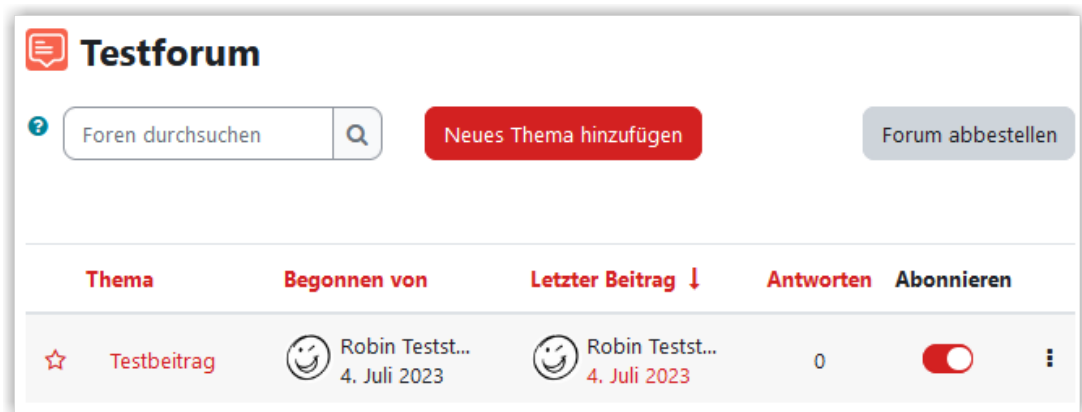 Testforum
Foren durchsuchen Neues Thema hinzufügen Forum abbestellen
Thema Begonnen von Letzter Beitrag ↓ Antworten Abonnieren
Testbeitrag Robin Testst... Robin Testst... 0
4. Juli 2023 4. Juli 2023